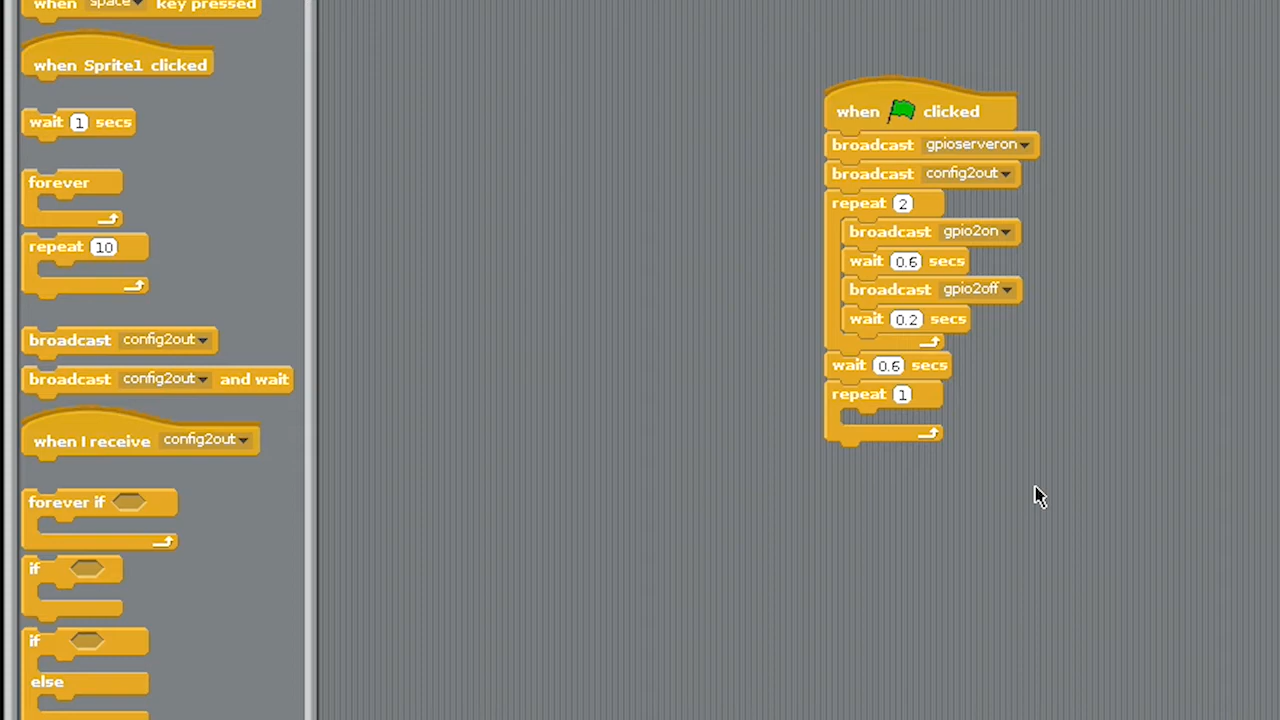 when space key pressed
when Sprite1 clicked
wait 1 secs
forever
repeat 10
broadcast config2out
broadcast config2out and wait
when I receive config2out
forever if
if
if
else
when clicked
broadcast gpioserveron
broadcast config2out
repeat 2
broadcast gpio2on
wait 0.6 secs
broadcast gpio2off
wait 0.2 secs
wait 0.6 secs
repeat 1